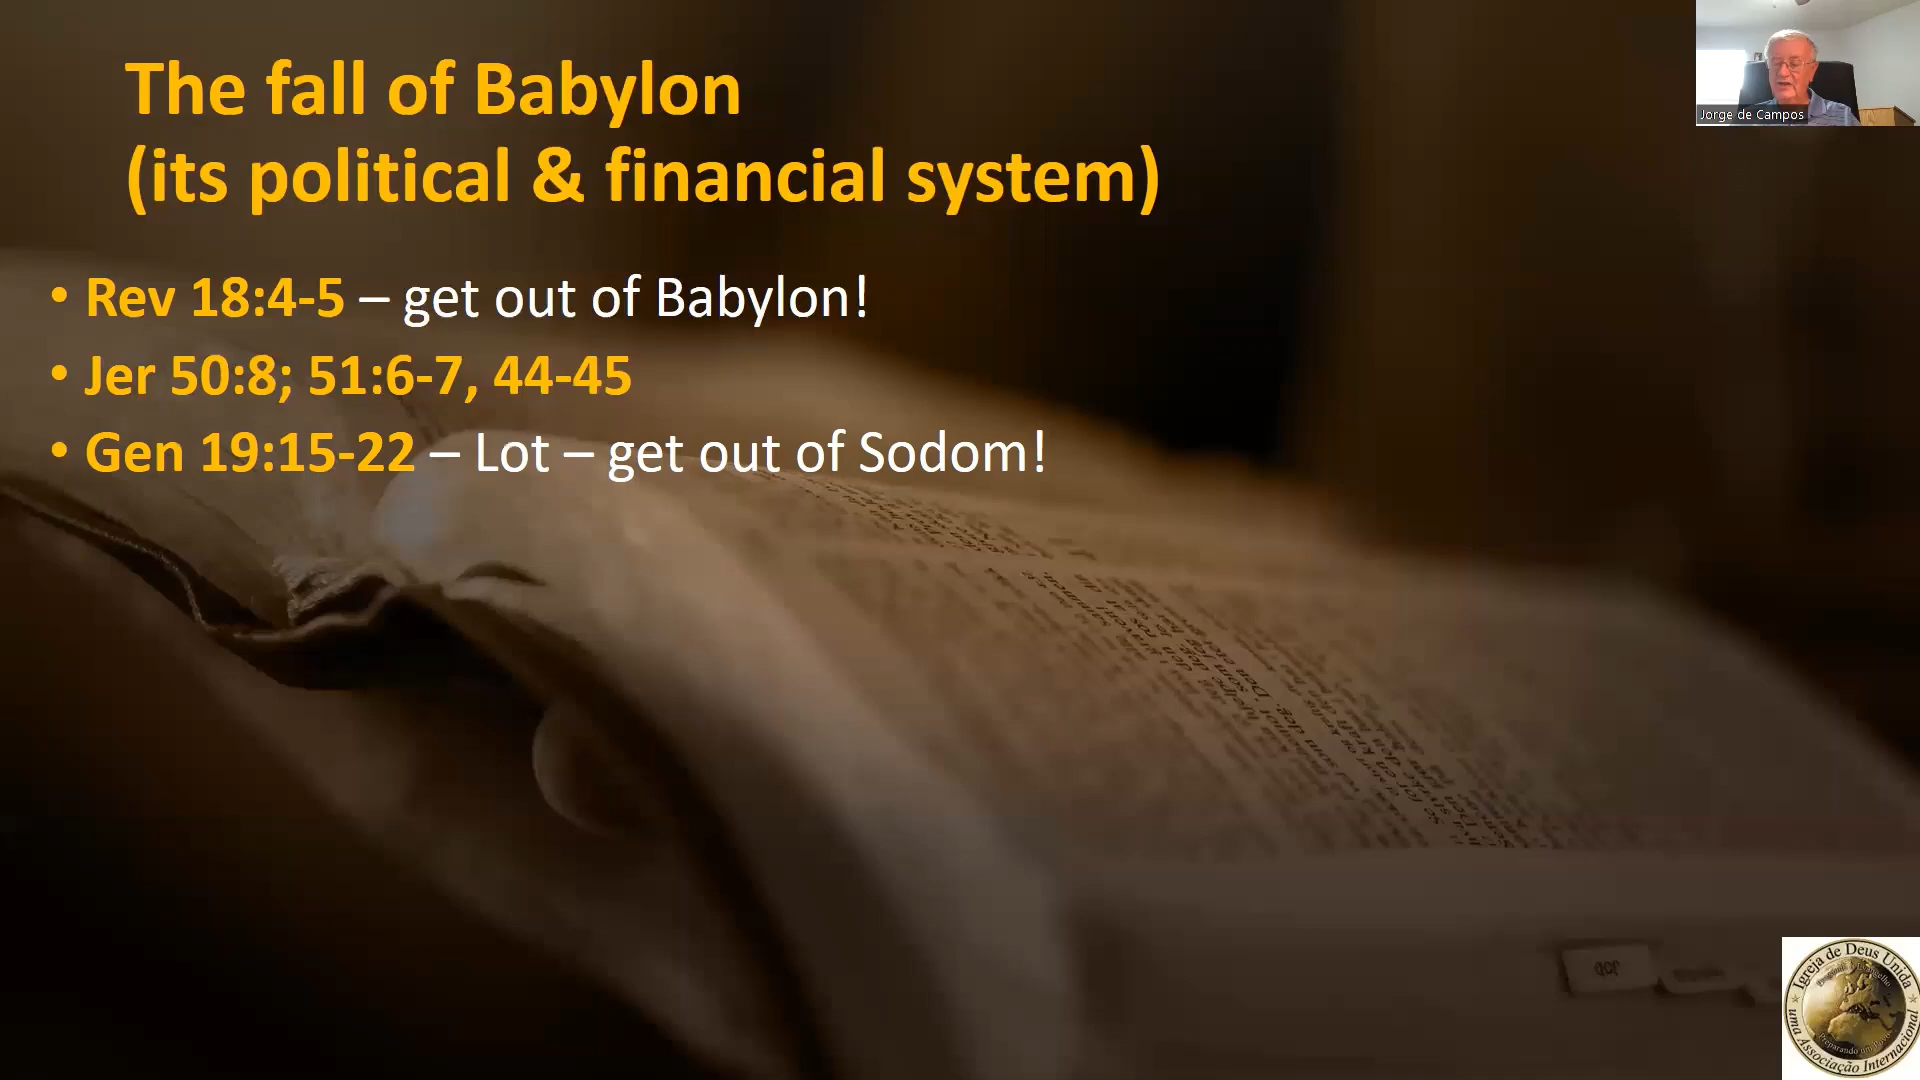 The fall of Babylon
(its political & financial system)
Jorge de Campos
• Rev 18:4-5 – get out of Babylon!
• Jer 50:8; 51:6-7, 44-45
• Gen 19:15-22 – Lot – get out of Sodom!
Igreja de Deus Unida
uma Associação Internacional